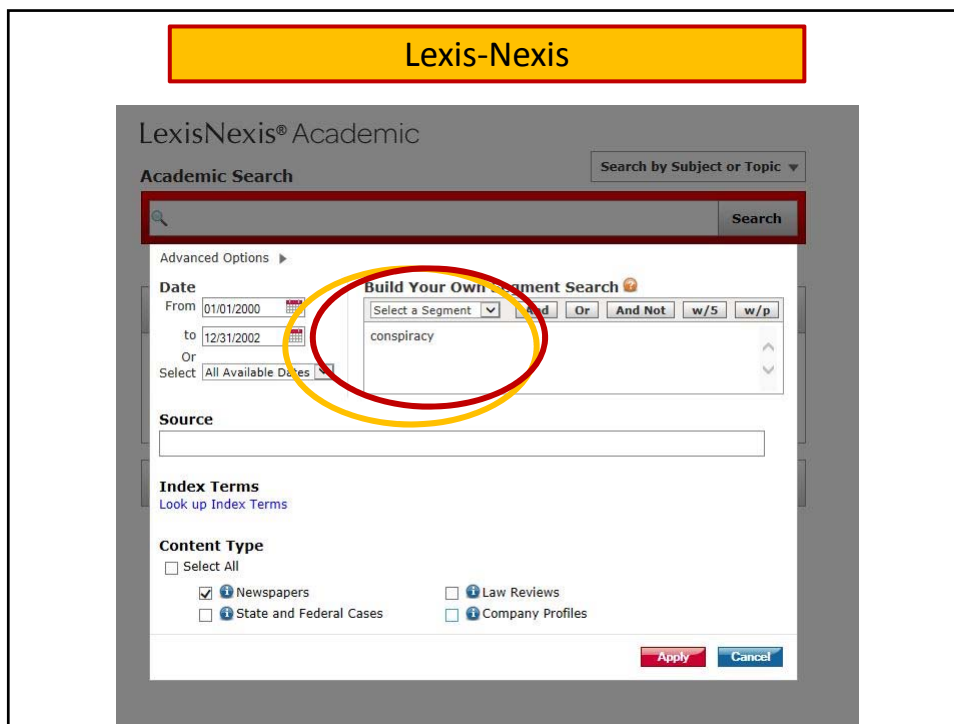 Lexis-Nexis
LexisNexis® Academic
Search by Subject or Topic
Academic Search
Search
Advanced Options
Date
Build Your Own Segment Search
From 01/01/2000
Select a Segment And Or And Not w/5 w/p
to 12/31/2002
conspiracy
Or
Select All Available Dates
Source
Index Terms
Look up Index Terms
Content Type
Select All
Newspapers
Law Reviews
State and Federal Cases
Company Profiles
Apply Cancel